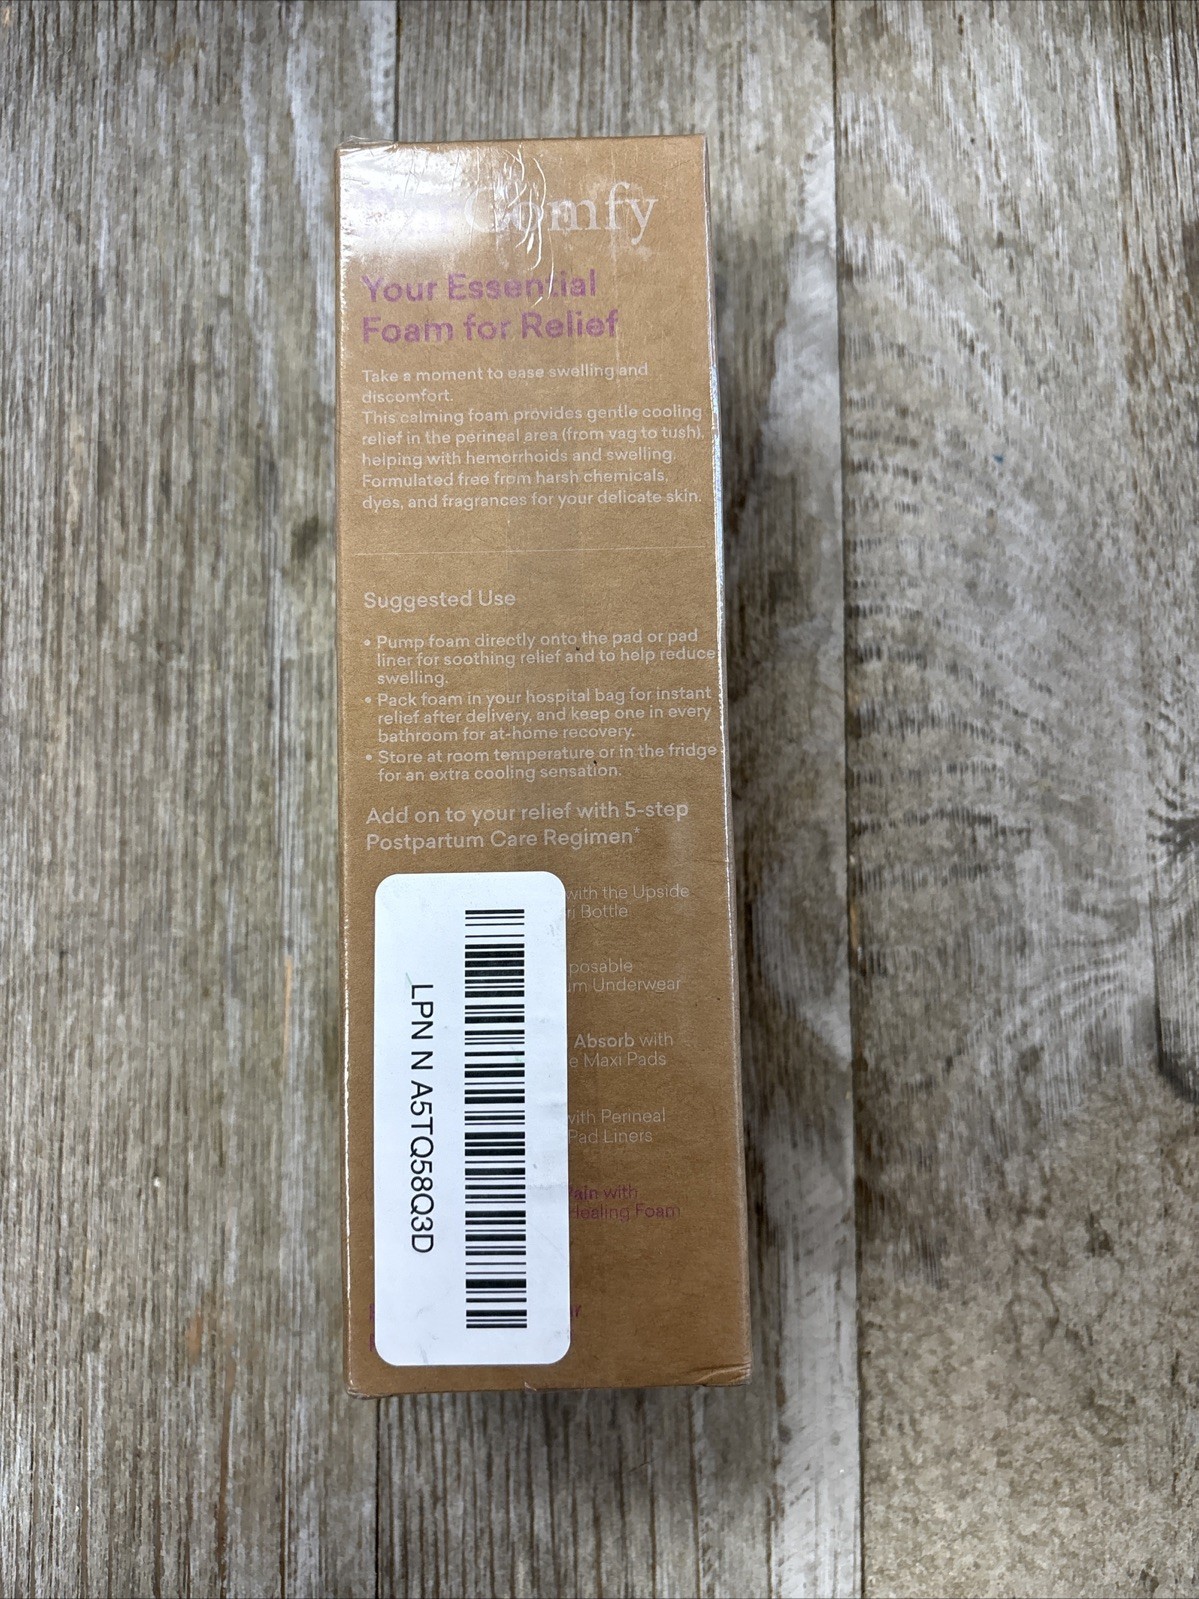 Comfy
Your Essential
Foam for Relief
Take a moment to ease swelling and
discomfort.
This calming foam provides gentle cooling
relief in the perineal area (from vag to tush),
helping with hemorrhoids and swelling.
Formulated free from harsh chemicals,
dyes, and fragrances for your delicate skin.
Suggested Use
• Pump foam directly onto the pad or pad
liner for soothing relief and to help reduce
swelling.
• Pack foam in your hospital bag for instant
relief after delivery, and keep one in every
bathroom for at-home recovery.
• Store at room temperature or in the fridge
for an extra cooling sensation.
Add on to your relief with 5-step
Postpartum Care Regimen*
with the Upside
Bottle
Underwear
Absorb with
Maxi Pads
with Perineal
Pad Liners
with
Healing Foam
LPN N A5TQ58Q3D